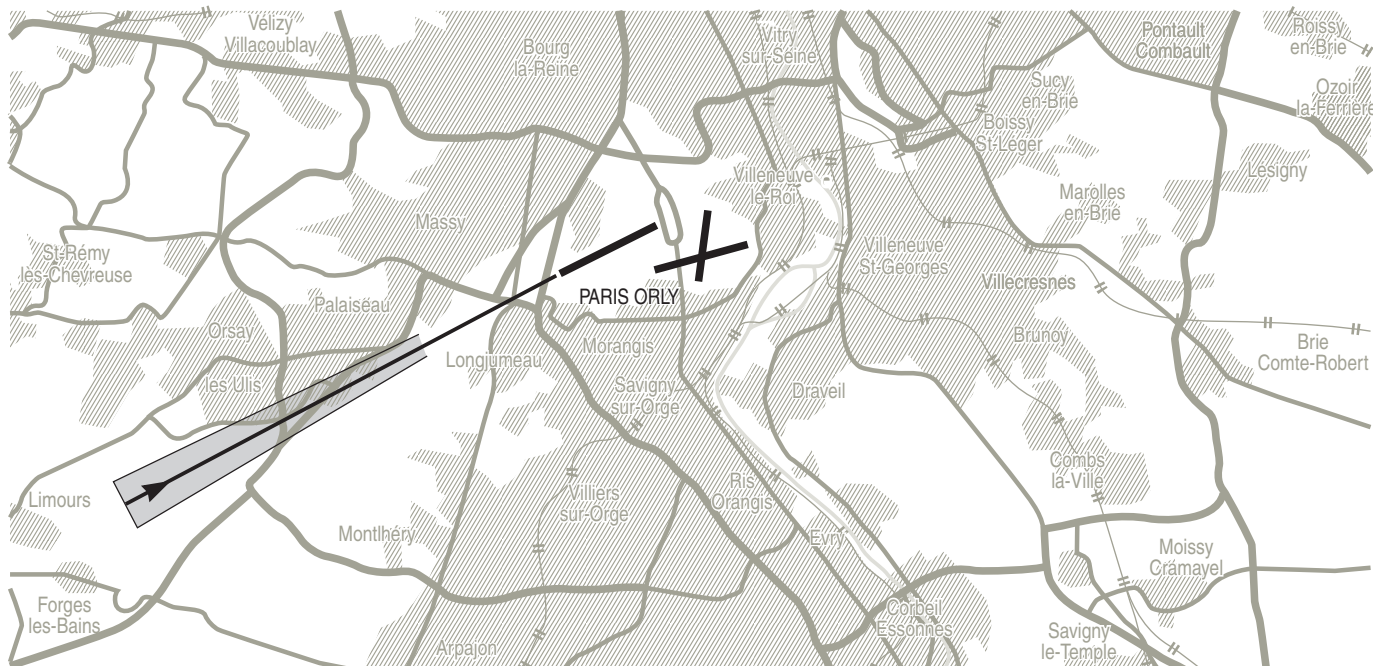 Vélizy
Villacoublay
Bourg
la-Reine
Vitry
sur-Seine
Pontault
Combault
Roissy
en-Brie
Sucy
en-Brie
Ozoir
la-Ferrière
Boissy
St-Léger
Lésigny
Villeneuve
le-Roi
Marolles
en-Brie
Massy
St-Rémy
lès-Chevreuse
Villeneuve
St-Georges
Villecresnes
Palaiseau
PARIS ORLY
Orsay
Longjumeau
Morangis
Brunoy
Brie
Comte-Robert
les Ulis
Savigny
sur-Orge
Draveil
Limours
Villiers
sur-Orge
Ris
Orangis
Combs
la-Ville
Montlhéry
Evry
Moissy
Crämayel
Forges
les-Bains
Corbeil
Essonnes
Savigny
le-Temple
Arpajon